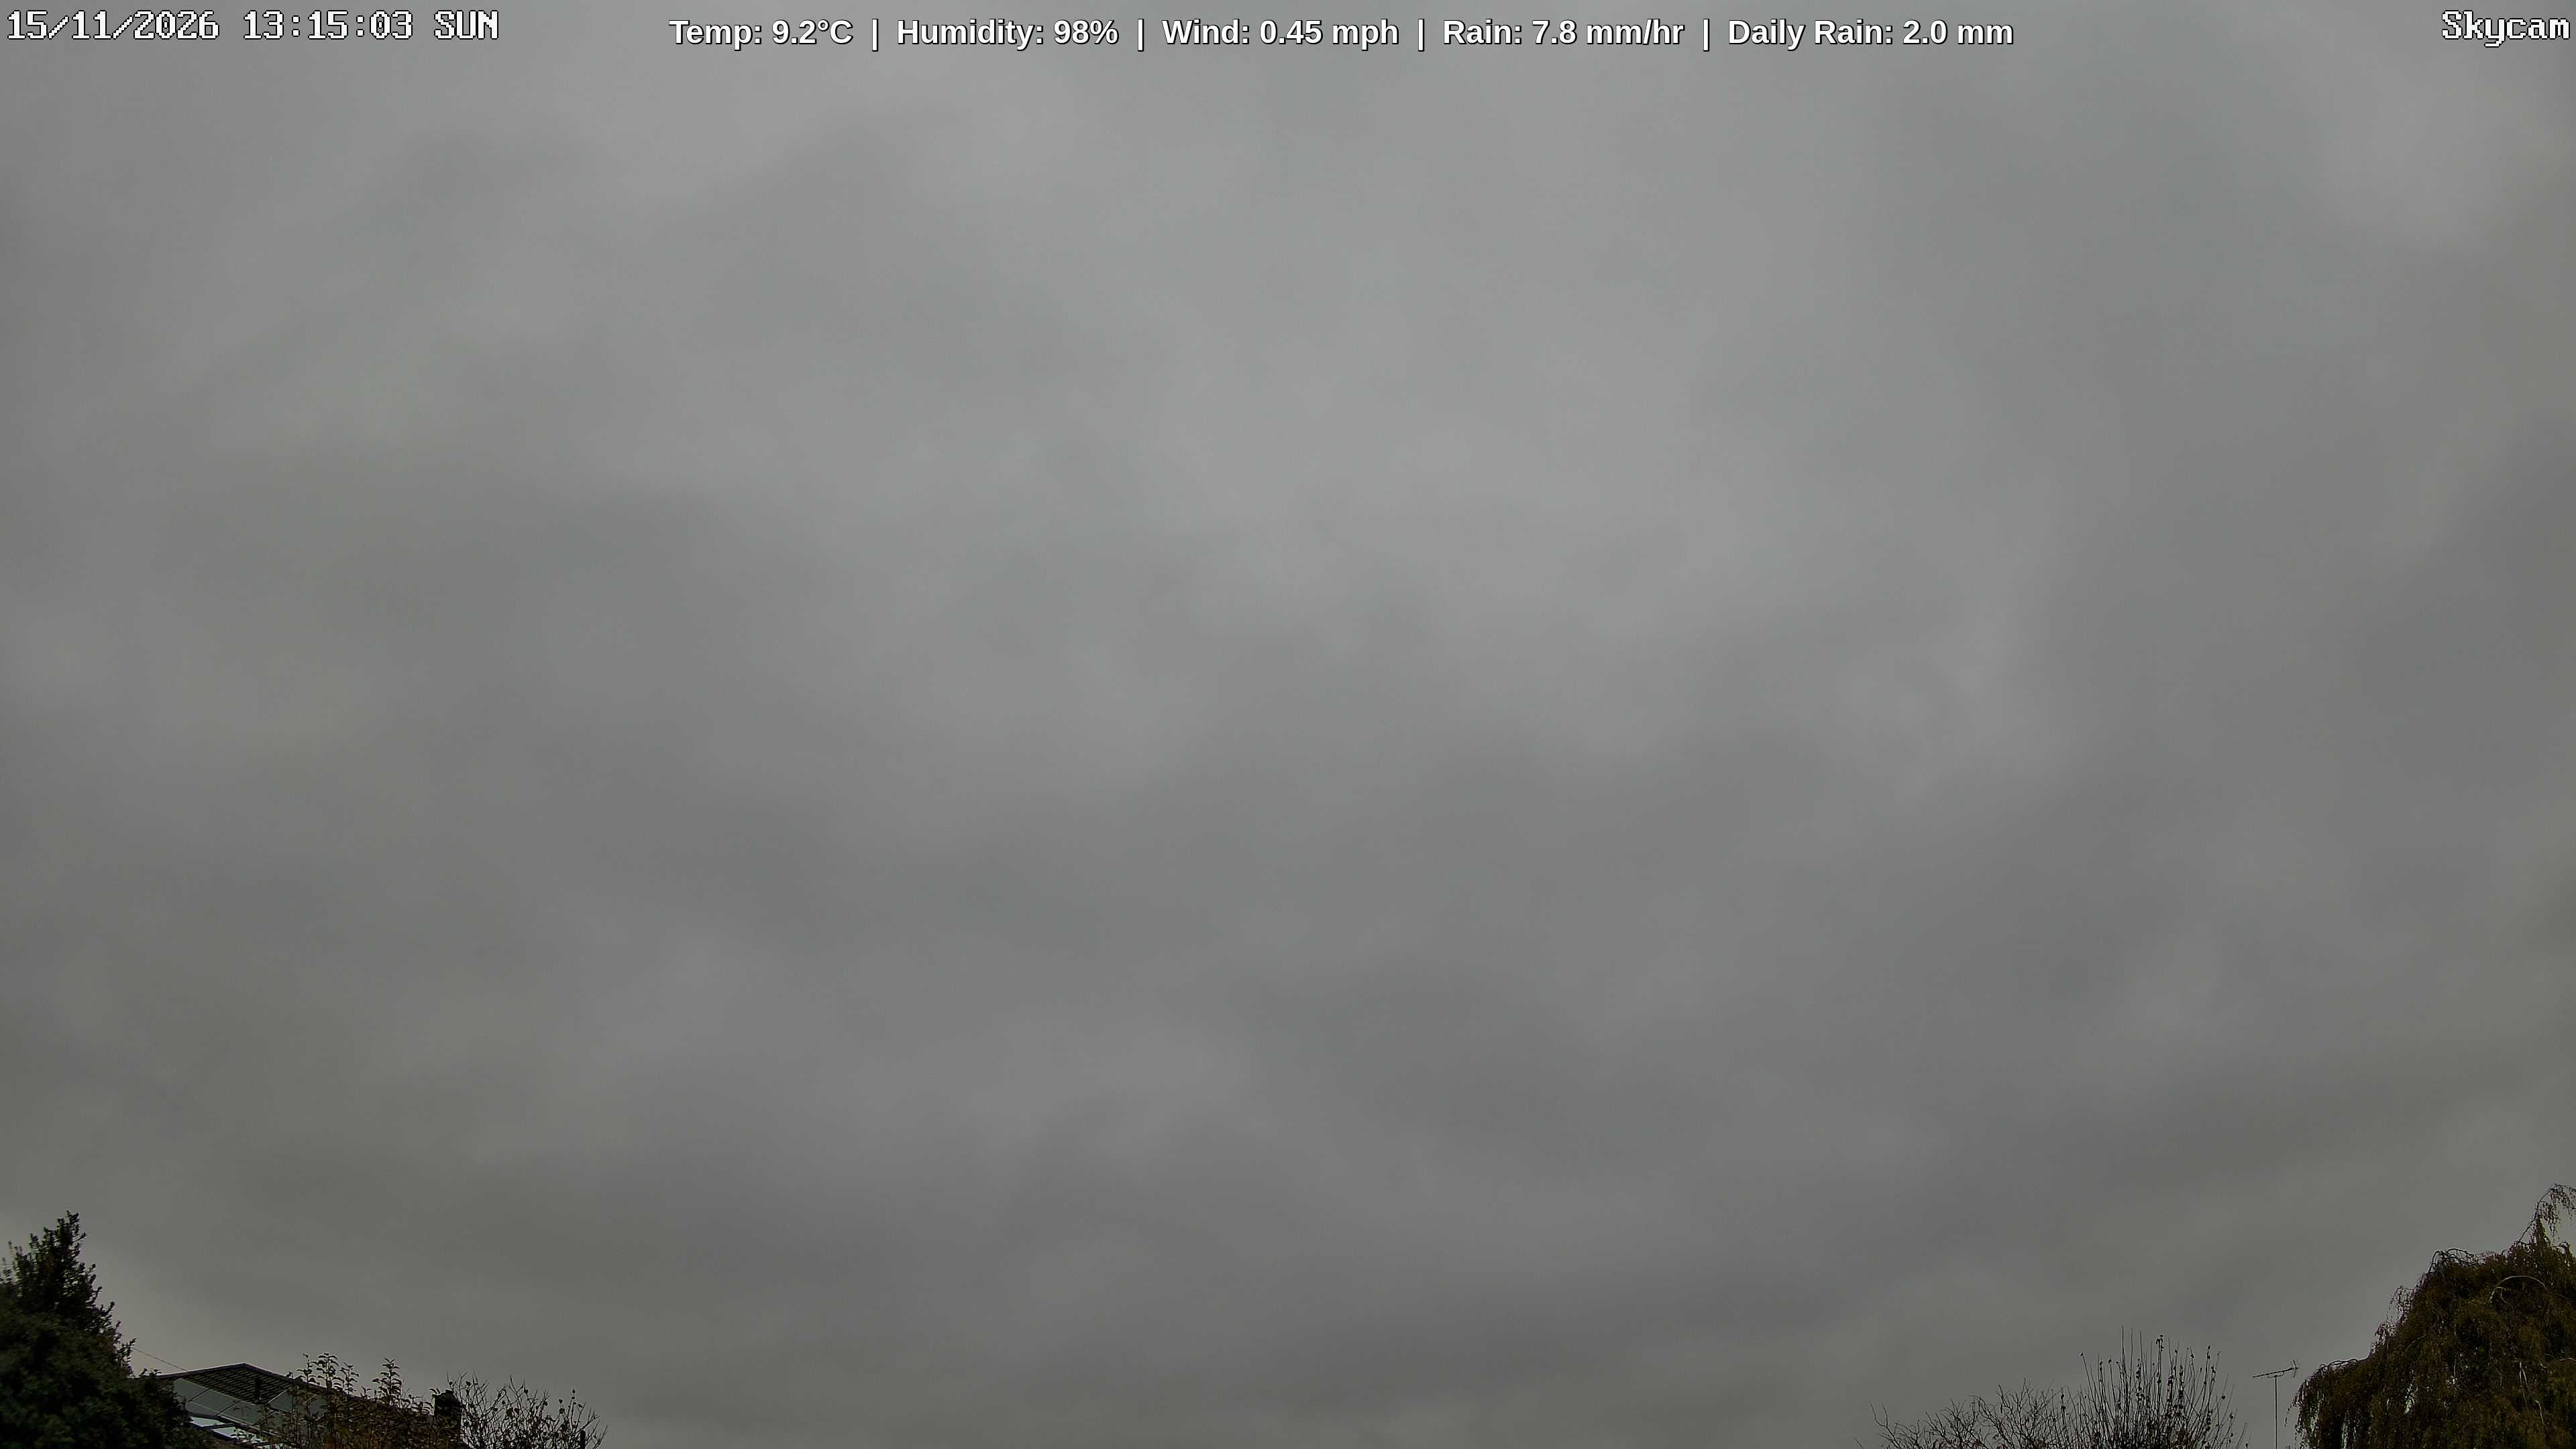 15/11/2026 13:15:03 SUN
Temp: 9.2°C | Humidity: 98% | Wind: 0.45 mph | Rain: 7.8 mm/hr | Daily Rain: 2.0 mm
Skycam